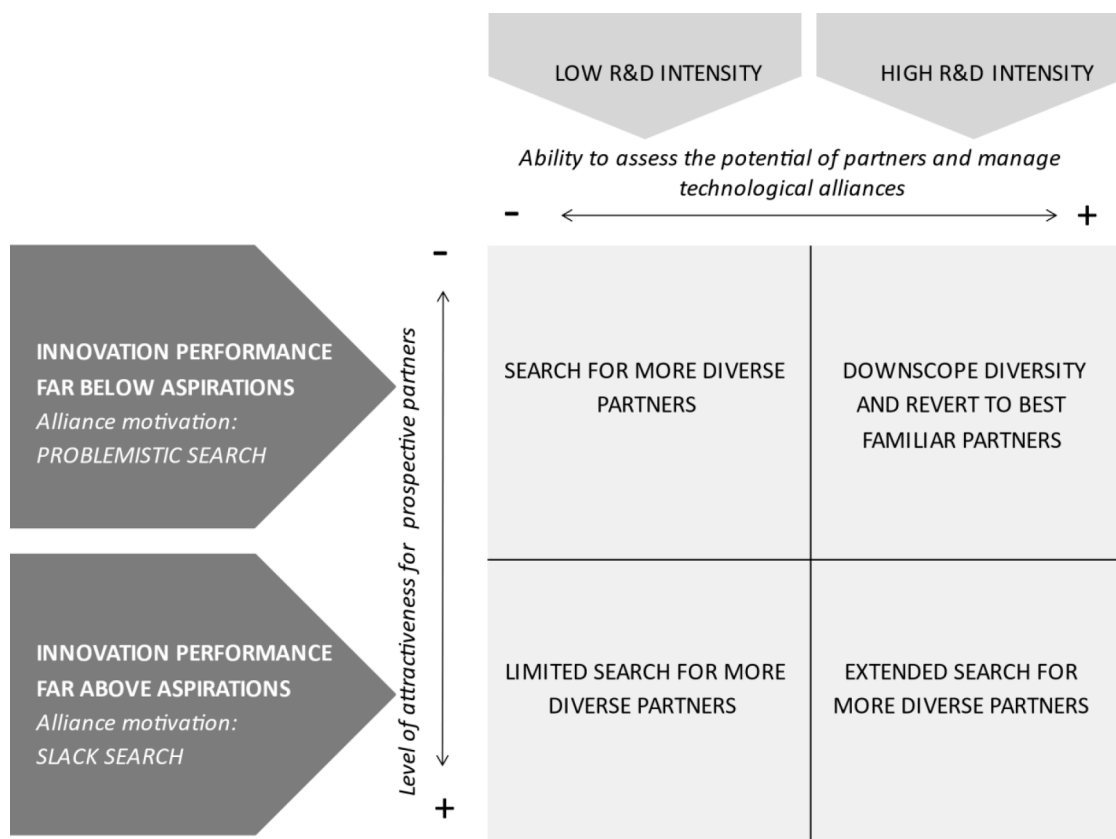 LOW R&D INTENSITY
HIGH R&D INTENSITY
Ability to assess the potential of partners and manage
technological alliances
-
+
-
INNOVATION PERFORMANCE
FAR BELOW ASPIRATIONS
Alliance motivation:
PROBLEMISTIC SEARCH
Level of attractiveness for prospective partners
SEARCH FOR MORE DIVERSE
PARTNERS
DOWNSCOPE DIVERSITY
AND REVERT TO BEST
FAMILIAR PARTNERS
INNOVATION PERFORMANCE
FAR ABOVE ASPIRATIONS
Alliance motivation:
SLACK SEARCH
LIMITED SEARCH FOR MORE
DIVERSE PARTNERS
EXTENDED SEARCH FOR
MORE DIVERSE PARTNERS
+